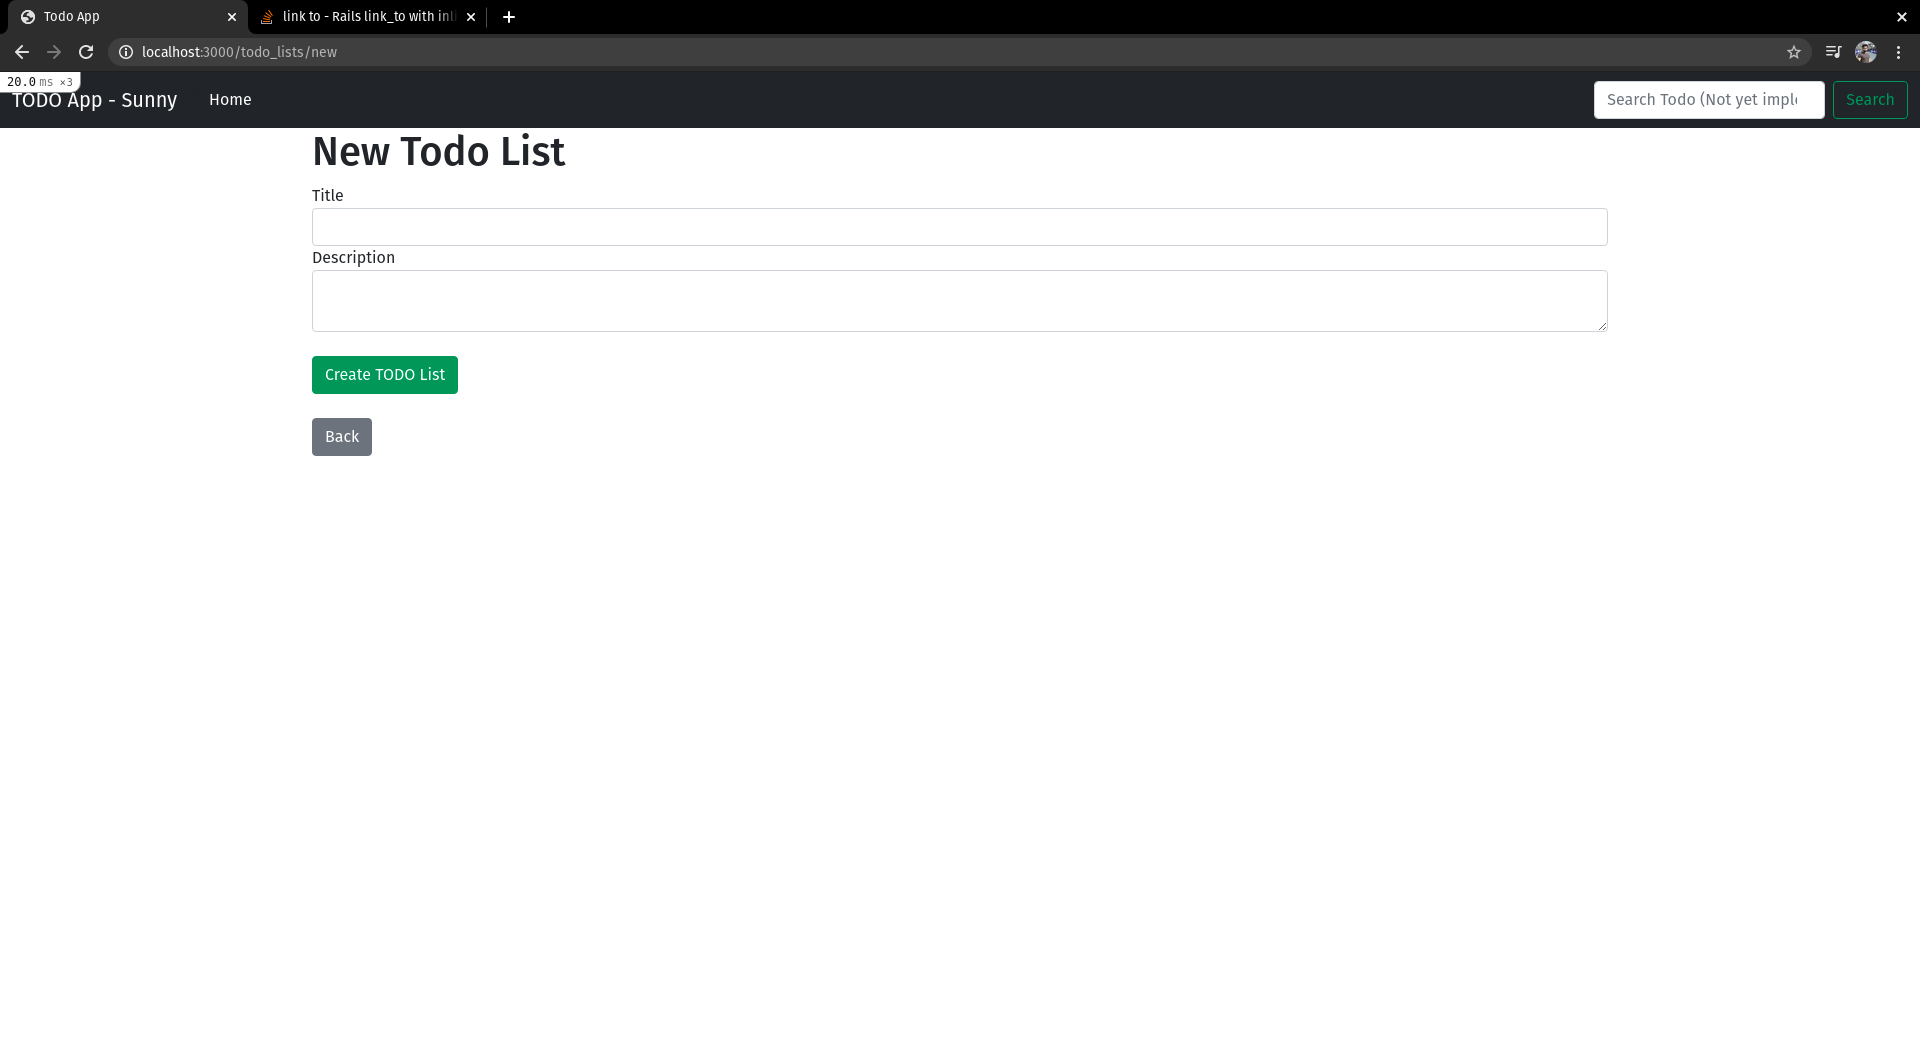 Todo App
link to - Rails link_to with inl
localhost:3000/todo_lists/new
20.0 ms ×3
TODO App - Sunny Home Search Todo (Not yet imple Search
New Todo List
Title
Description
Create TODO List
Back